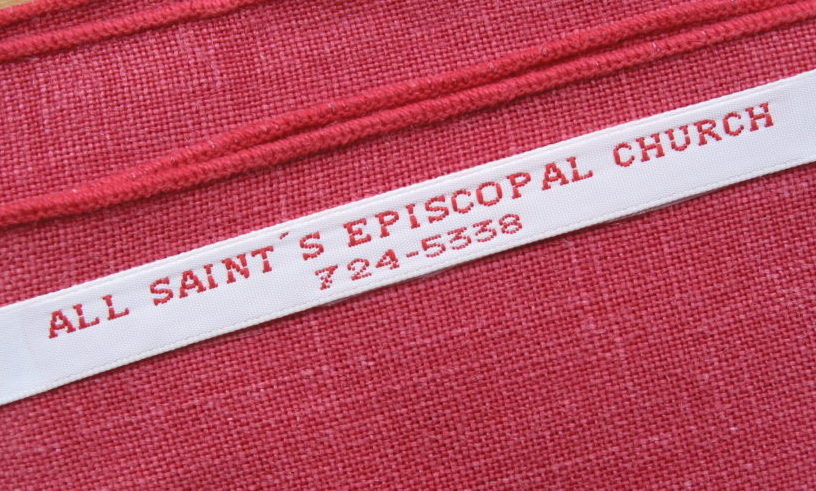 ALL SAINT´S EPISCOPAL CHURCH
724-5338